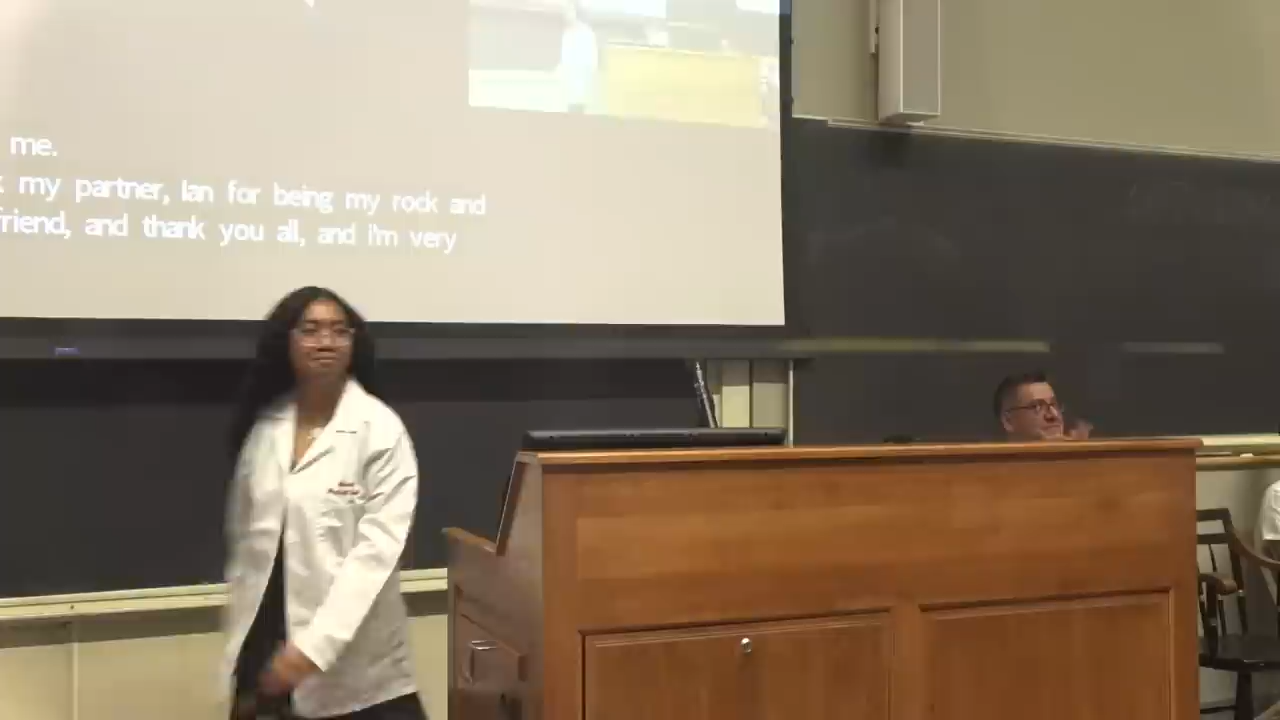 me.
my partner, Ian for being my rock and
friend, and thank you all, and i'm very